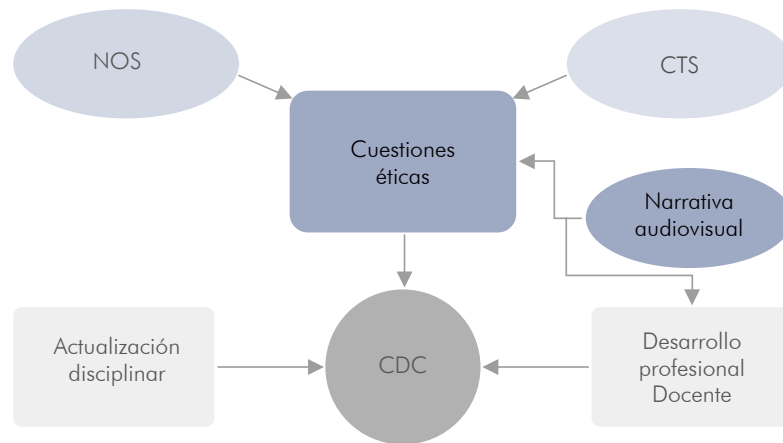 NOS
CTS
Cuestiones
éticas
Narrativa
audiovisual
Actualización
disciplinar
CDC
Desarrollo
profesional
Docente